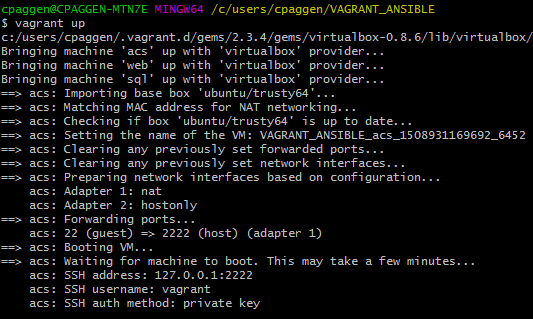 cpaggen@CPAGGEN-MTN7E MINGW64 /c/users/cpaggen/VAGRANT_ANSIBLE
$ vagrant up
c:/users/cpaggen/.vagrant.d/gems/2.3.4/gems/virtualbox-0.8.6/lib/virtualbox/
Bringing machine 'acs' up with 'virtualbox' provider...
Bringing machine 'web' up with 'virtualbox' provider...
Bringing machine 'sql' up with 'virtualbox' provider...
==> acs: Importing base box 'ubuntu/trusty64'...
==> acs: Matching MAC address for NAT networking...
==> acs: Checking if box 'ubuntu/trusty64' is up to date...
==> acs: Setting the name of the VM: VAGRANT_ANSIBLE_acs_1508931169692_6452
==> acs: Clearing any previously set forwarded ports...
==> acs: Clearing any previously set network interfaces...
==> acs: Preparing network interfaces based on configuration...
    acs: Adapter 1: nat
    acs: Adapter 2: hostonly
==> acs: Forwarding ports...
    acs: 22 (guest) => 2222 (host) (adapter 1)
==> acs: Booting VM...
==> acs: Waiting for machine to boot. This may take a few minutes...
    acs: SSH address: 127.0.0.1:2222
    acs: SSH username: vagrant
    acs: SSH auth method: private key